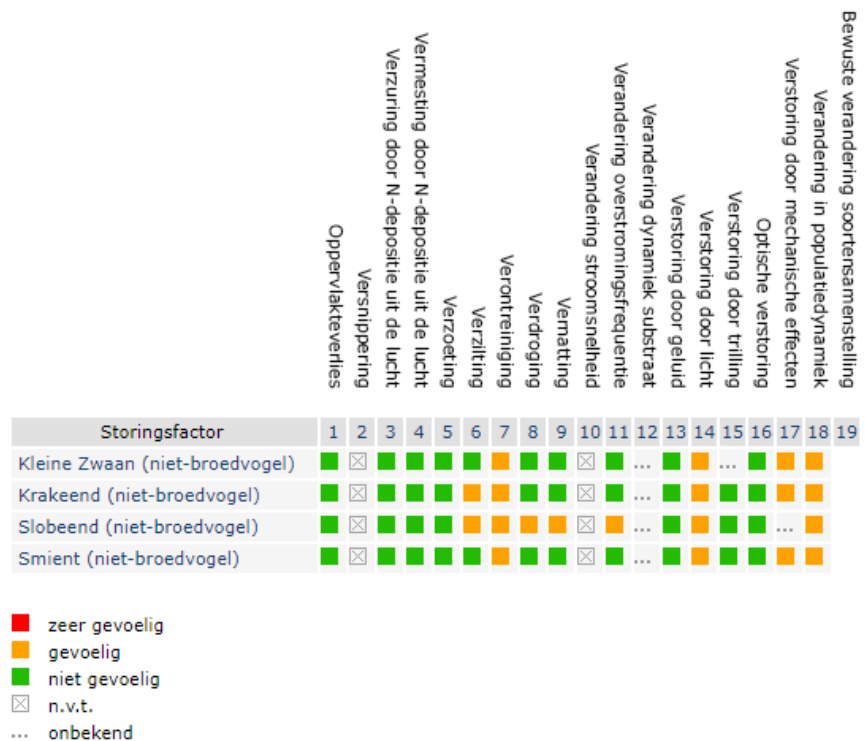 Oppervlakteverlies
Versnippering
Verzuring door N-depositie uit de lucht
Vermesting door N-depositie uit de lucht
Verzoeting
Verzilting
Verontreiniging
Verdroging
Vernatting
Verandering stroomsnelheid
Verandering overstromingsfrequentie
Verandering dynamiek substraat
Verstoring door geluid
Verstoring door licht
Verstoring door trilling
Optische verstoring
Verstoring door mechanische effecten
Verandering in populatiedynamiek
Bewuste verandering soortensamenstelling
Storingsfactor 1 2 3 4 5 6 7 8 9 10 11 12 13 14 15 16 17 18 19
Kleine Zwaan (niet-broedvogel) ... ...
Krakeend (niet-broedvogel) ...
Slobeend (niet-broedvogel) ... ...
Smient (niet-broedvogel) ...
zeer gevoelig
gevoelig
niet gevoelig
n.v.t.
... onbekend